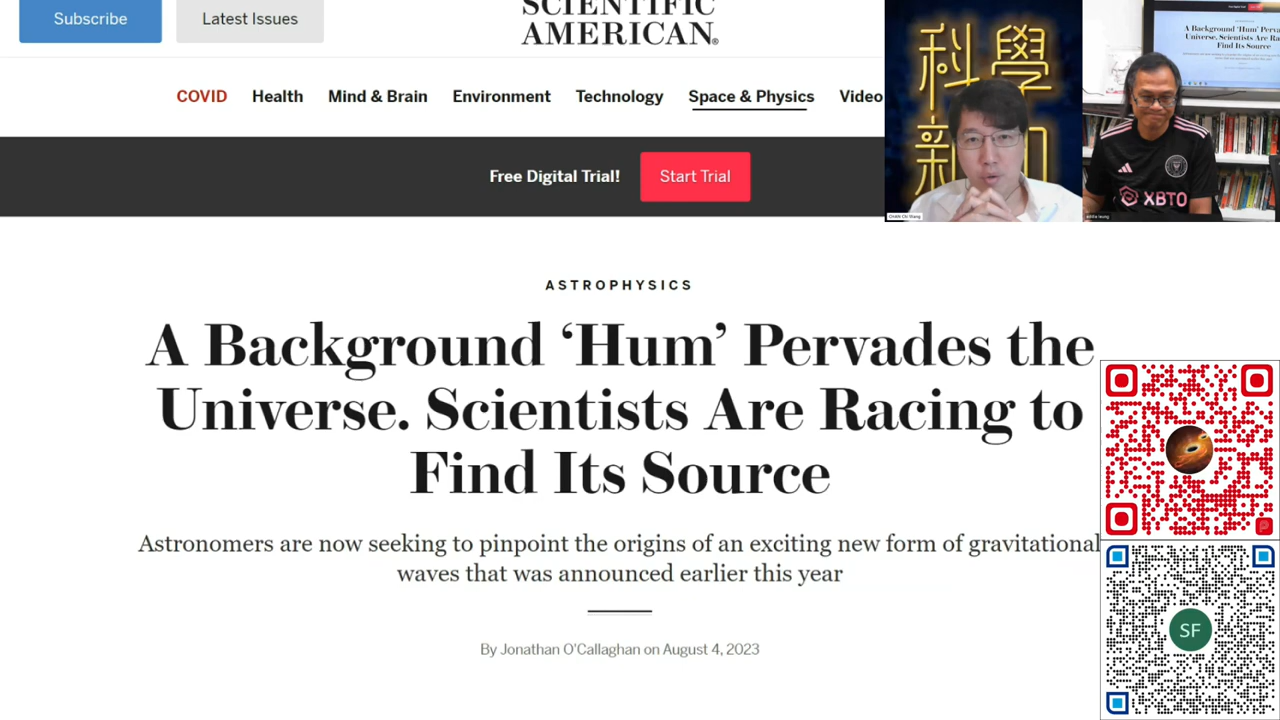 Subscribe
Latest Issues
SCIENTIFIC
AMERICAN®
COVID
Health
Mind & Brain
Environment
Technology
Space & Physics
Video
Free Digital Trial!
Start Trial
科學
新知
XBTO
ASTROPHYSICS
A Background ‘Hum’ Pervades the
Universe. Scientists Are Racing to
Find Its Source
Astronomers are now seeking to pinpoint the origins of an exciting new form of gravitational
waves that was announced earlier this year
By Jonathan O'Callaghan on August 4, 2023
SF